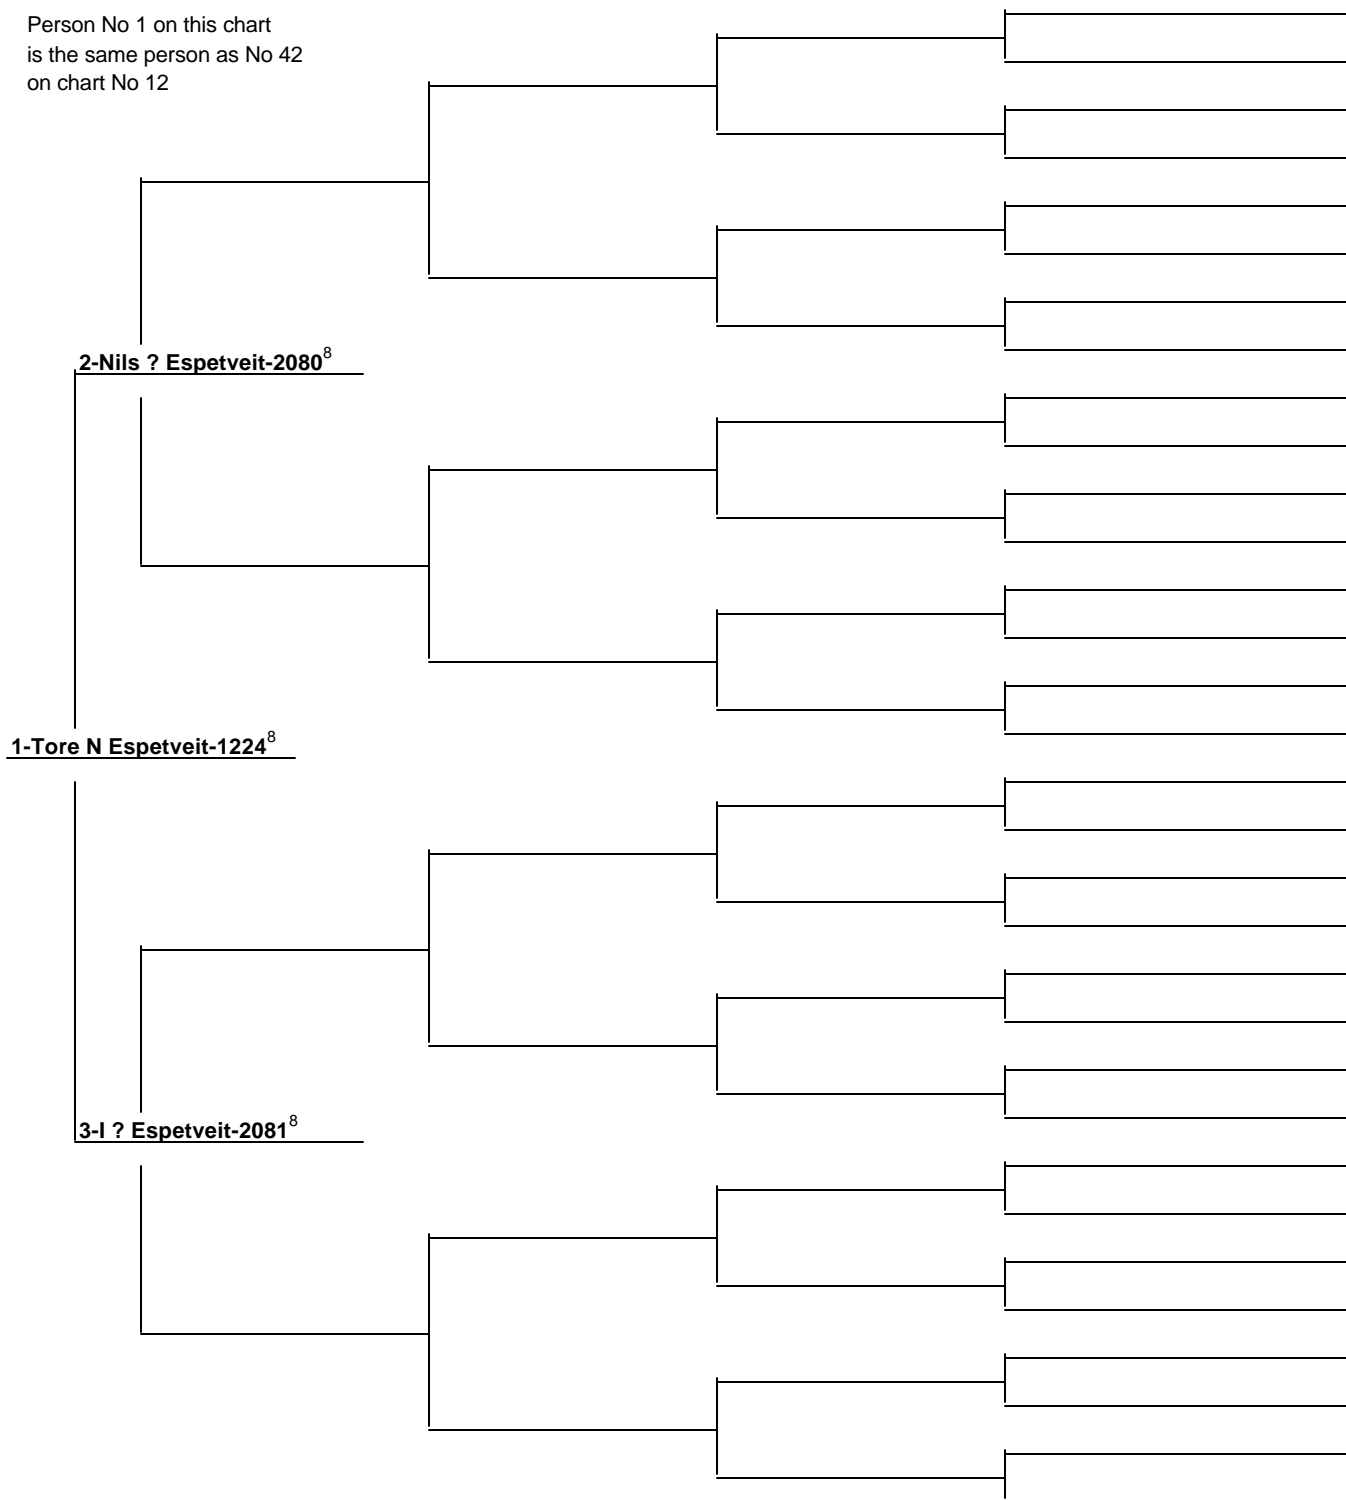 Person No 1 on this chart
is the same person as No 42
on chart No 12
2-Nils ? Espetveit-2080⁸
1-Tore N Espetveit-1224⁸
3-I ? Espetveit-2081⁸